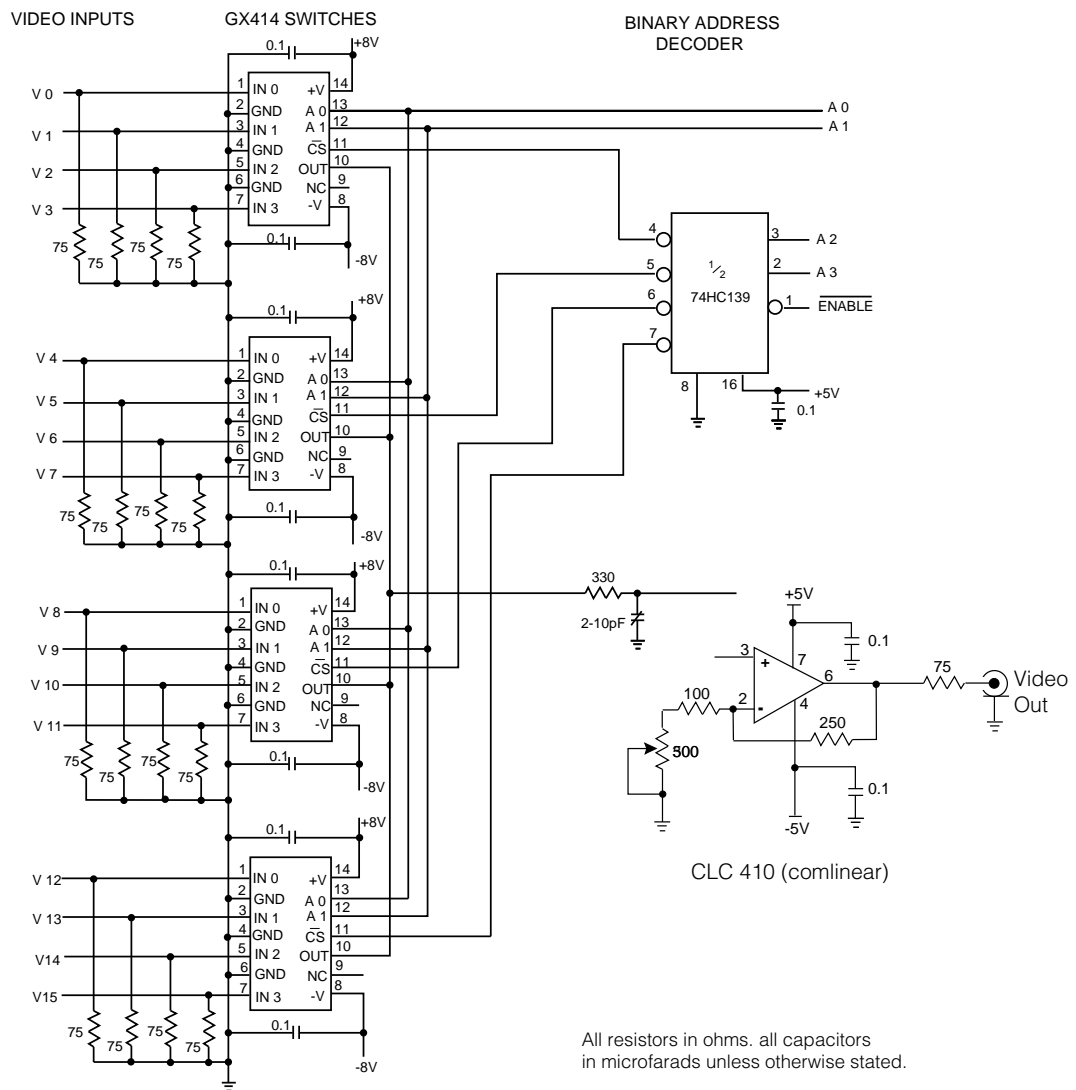 VIDEO INPUTS
GX414 SWITCHES
BINARY ADDRESS
DECODER
0.1
+8V
V 0
1 IN 0
+V 14
2 GND
A 0 13
A 0
V 1
3 IN 1
A 1 12
A 1
4 GND
CS 11
V 2
5 IN 2
OUT 10
6 GND
NC 9
V 3
7 IN 3
-V 8
75
75
75
75
0.1
-8V
4
3
A 2
5
1/2
2
A 3
6
74HC139
1
ENABLE
7
8
16
+5V
0.1
0.1
+8V
V 4
1 IN 0
+V 14
2 GND
A 0 13
V 5
3 IN 1
A 1 12
4 GND
CS 11
V 6
5 IN 2
OUT 10
6 GND
NC 9
V 7
7 IN 3
-V 8
75
75
75
75
0.1
-8V
0.1
+8V
V 8
1 IN 0
+V 14
2 GND
A 0 13
V 9
3 IN 1
A 1 12
4 GND
CS 11
V 10
5 IN 2
OUT 10
6 GND
NC 9
V 11
7 IN 3
-V 8
75
75
75
75
0.1
-8V
330
2-10pF
+5V
0.1
3
+
7
6
75
Video
Out
100
2
-
4
250
0.1
-5V
CLC 410 (comlinear)
0.1
+8V
V 12
1 IN 0
+V 14
2 GND
A 0 13
V 13
3 IN 1
A 1 12
4 GND
CS 11
V14
5 IN 2
OUT 10
6 GND
NC 9
V15
7 IN 3
-V 8
75
75
75
75
0.1
-8V
All resistors in ohms. all capacitors
in microfarads unless otherwise stated.